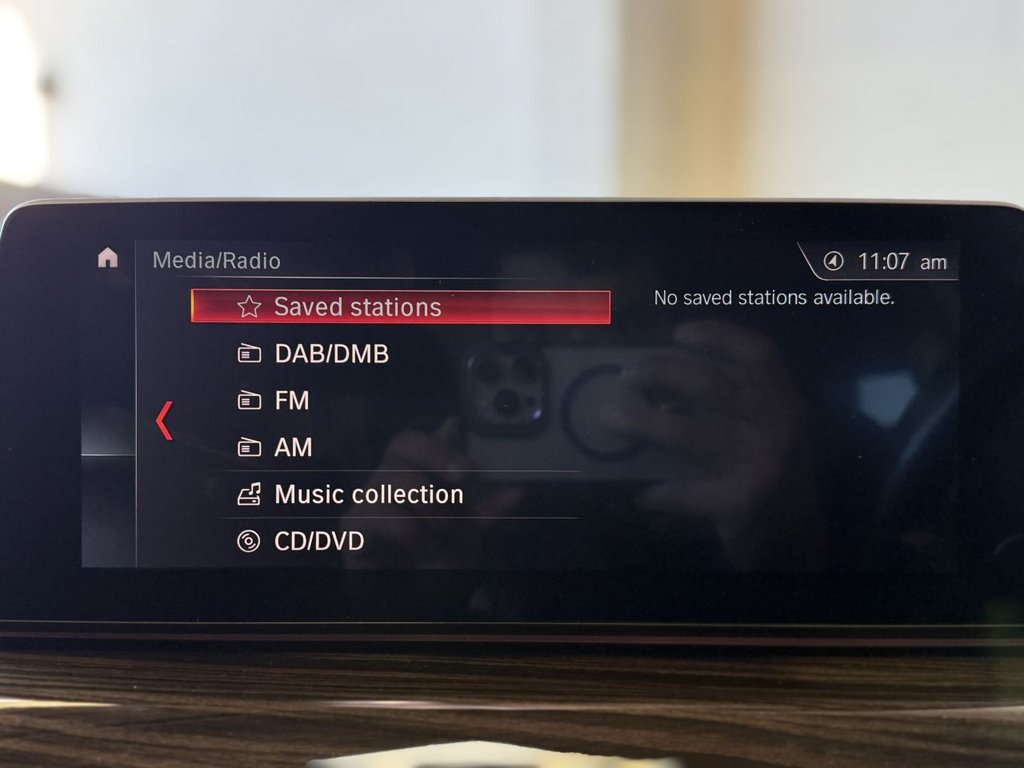 Media/Radio
11:07 am
Saved stations
No saved stations available.
DAB/DMB
FM
AM
Music collection
CD/DVD